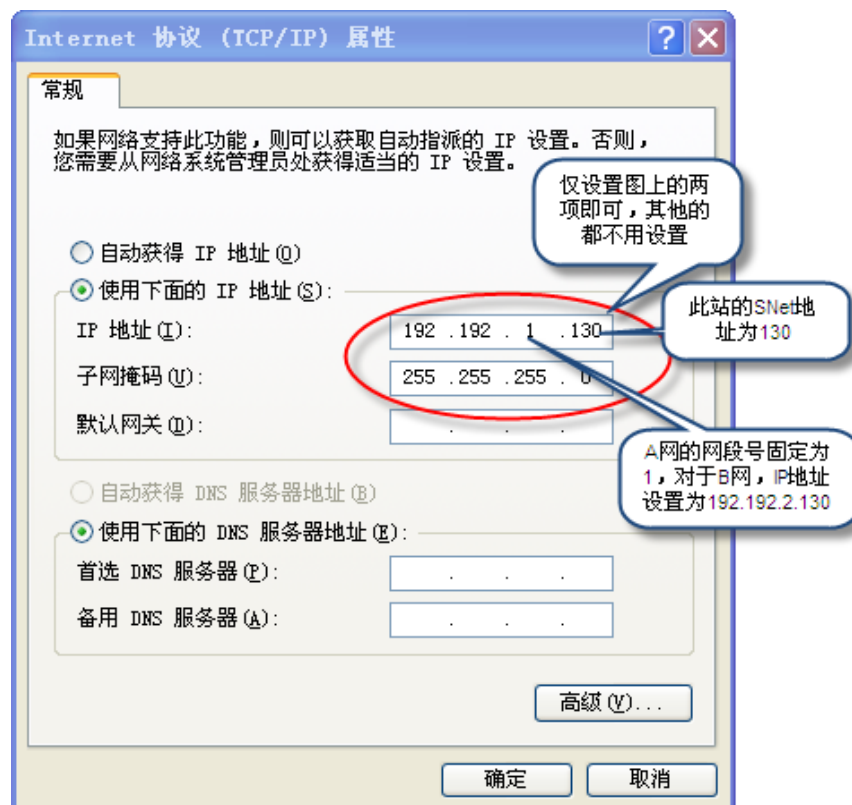 Internet 协议 (TCP/IP) 属性
常规
如果网络支持此功能，则可以获取自动指派的 IP 设置。否则，
您需要从网络系统管理员处获得适当的 IP 设置。
仅设置图上的两
项即可，其他的
都不用设置
自动获得 IP 地址(O)
使用下面的 IP 地址(S):
IP 地址(I): 192 .192 . 1 .130
此站的SNet地
址为130
子网掩码(U): 255 .255 .255 . 0
默认网关(D): . . .
A网的网段号固定为
1，对于B网，IP地址
设置为192.192.2.130
自动获得 DNS 服务器地址(B)
使用下面的 DNS 服务器地址(E):
首选 DNS 服务器(P): . . .
备用 DNS 服务器(A): . . .
高级(V)...
确定 取消